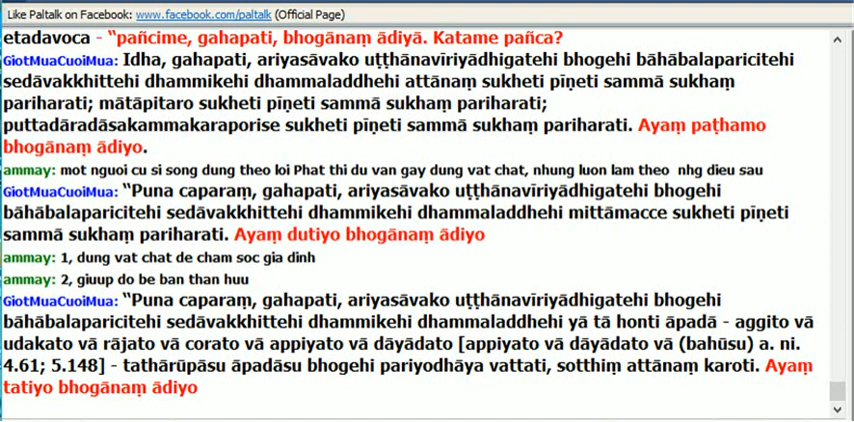 Like Paltalk on Facebook: www.facebook.com/paltalk (Official Page)
etadavoca - “pañcime, gahapati, bhogānaṃ ādiyā. Katame pañca?
GiotMuaCuoiMua: Idha, gahapati, ariyasāvako uṭṭhānavīriyādhigatehi bhogehi bāhābalaparicitehi
sedāvakkhittehi dhammikehi dhammaladdhehi attānaṃ sukheti pīṇeti sammā sukhaṃ
pariharati; mātāpitaro sukheti pīṇeti sammā sukhaṃ pariharati;
puttadāradāsakammakaraporise sukheti pīṇeti sammā sukhaṃ pariharati. Ayaṃ paṭhamo
bhogānaṃ ādiyo.
ammay: mot nguoi cu si song dung theo loi Phat thi du van gay dung vat chat, nhung luon lam theo nhg dieu sau
GiotMuaCuoiMua: “Puna caparaṃ, gahapati, ariyasāvako uṭṭhānavīriyādhigatehi bhogehi
bāhābalaparicitehi sedāvakkhittehi dhammikehi dhammaladdhehi mittāmacce sukheti pīṇeti
sammā sukhaṃ pariharati. Ayaṃ dutiyo bhogānaṃ ādiyo
ammay: 1, dung vat chat de cham soc gia dinh
ammay: 2, giuup do be ban than huu
GiotMuaCuoiMua: “Puna caparaṃ, gahapati, ariyasāvako uṭṭhānavīriyādhigatehi bhogehi
bāhābalaparicitehi sedāvakkhittehi dhammikehi dhammaladdhehi yā tā honti āpadā - aggito vā
udakato vā rājato vā corato vā appiyato vā dāyādato [appiyato vā dāyādato vā (bahūsu) a. ni.
4.61; 5.148] - tathārūpāsu āpadāsu bhogehi pariyodhāya vattati, sotthiṃ attānaṃ karoti. Ayaṃ
tatiyo bhogānaṃ ādiyo